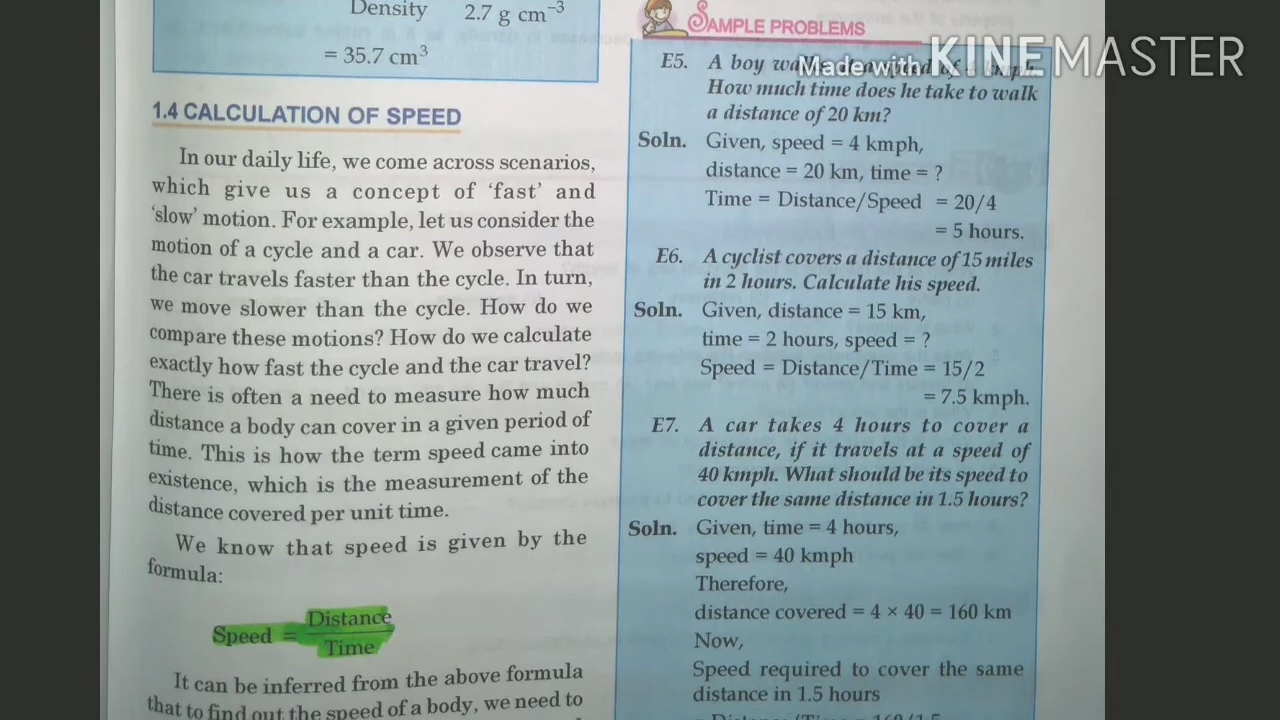 Density 2.7 g cm⁻³
= 35.7 cm³
1.4 CALCULATION OF SPEED
In our daily life, we come across scenarios,
which give us a concept of 'fast' and
'slow' motion. For example, let us consider the
motion of a cycle and a car. We observe that
the car travels faster than the cycle. In turn,
we move slower than the cycle. How do we
compare these motions? How do we calculate
exactly how fast the cycle and the car travel?
There is often a need to measure how much
distance a body can cover in a given period of
time. This is how the term speed came into
existence, which is the measurement of the
distance covered per unit time.
We know that speed is given by the
formula:
Speed = Distance
Time
It can be inferred from the above formula
that to find out the speed of a body, we need to
SAMPLE PROBLEMS
Made with KINEMASTER
E5. A boy of 4 kmph.
How much time does he take to walk
a distance of 20 km?
Soln. Given, speed = 4 kmph,
distance = 20 km, time = ?
Time = Distance/Speed = 20/4
= 5 hours.
E6. A cyclist covers a distance of 15 miles
in 2 hours. Calculate his speed.
Soln. Given, distance = 15 km,
time = 2 hours, speed = ?
Speed = Distance/Time = 15/2
= 7.5 kmph.
E7. A car takes 4 hours to cover a
distance, if it travels at a speed of
40 kmph. What should be its speed to
cover the same distance in 1.5 hours?
Soln. Given, time = 4 hours,
speed = 40 kmph
Therefore,
distance covered = 4 × 40 = 160 km
Now,
Speed required to cover the same
distance in 1.5 hours
= Distance/Time = 160/1.5